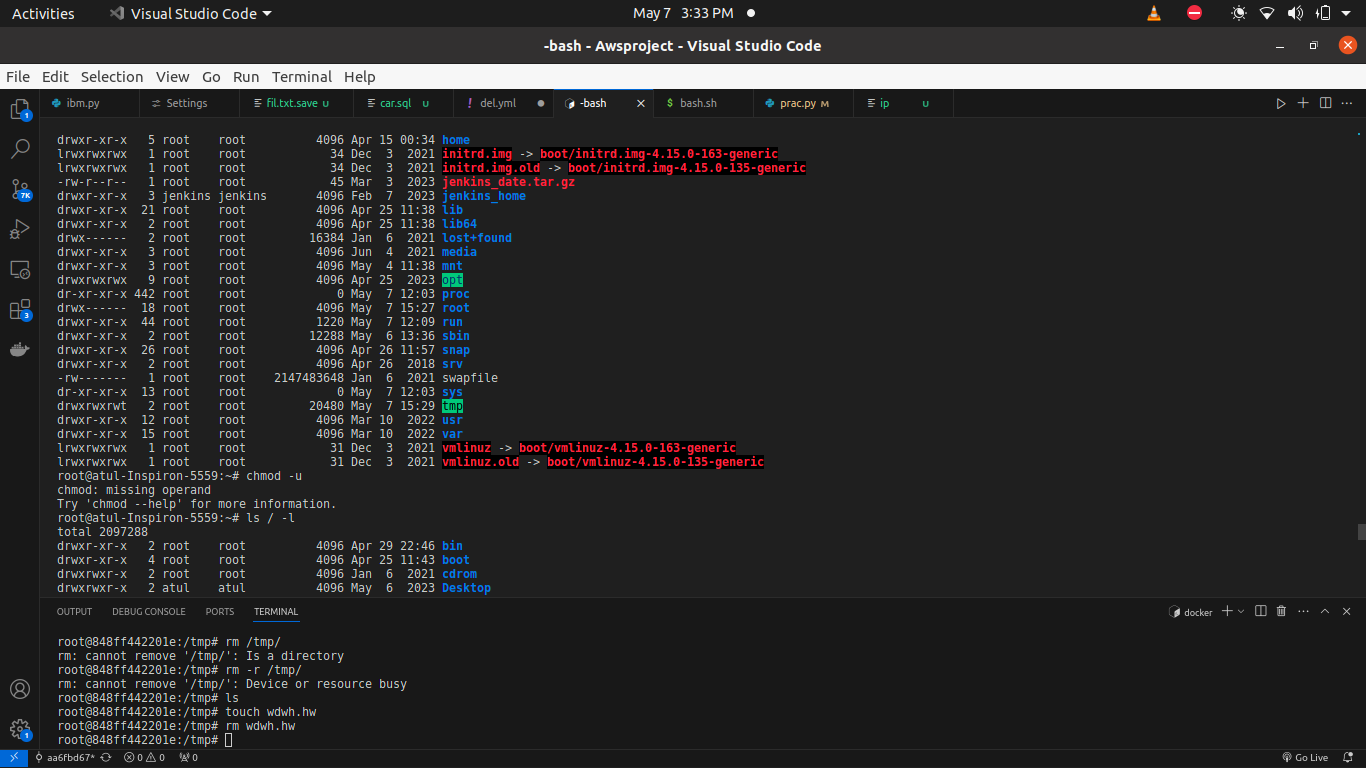 Activities Visual Studio Code May 7 3:33 PM
-bash - Awsproject - Visual Studio Code
File Edit Selection View Go Run Terminal Help
ibm.py Settings fil.txt.save U car.sql U ! del.yml -bash $ bash.sh prac.py M ip U
1
7K
3
drwxr-xr-x 5 root root 4096 Apr 15 00:34 home
lrwxrwxrwx 1 root root 34 Dec 3 2021 initrd.img -> boot/initrd.img-4.15.0-163-generic
lrwxrwxrwx 1 root root 34 Dec 3 2021 initrd.img.old -> boot/initrd.img-4.15.0-135-generic
-rw-r--r-- 1 root root 45 Mar 3 2023 jenkins_date.tar.gz
drwxr-xr-x 3 jenkins jenkins 4096 Feb 7 2023 jenkins_home
drwxr-xr-x 21 root root 4096 Apr 25 11:38 lib
drwxr-xr-x 2 root root 4096 Apr 25 11:38 lib64
drwx------ 2 root root 16384 Jan 6 2021 lost+found
drwxr-xr-x 3 root root 4096 Jun 4 2021 media
drwxr-xr-x 3 root root 4096 May 4 11:38 mnt
drwxrwxrwx 9 root root 4096 Apr 25 2023 opt
dr-xr-xr-x 442 root root 0 May 7 12:03 proc
drwx------ 18 root root 4096 May 7 15:27 root
drwxr-xr-x 44 root root 1220 May 7 12:09 run
drwxr-xr-x 2 root root 12288 May 6 13:36 sbin
drwxr-xr-x 26 root root 4096 Apr 26 11:57 snap
drwxr-xr-x 2 root root 4096 Apr 26 2018 srv
-rw------- 1 root root 2147483648 Jan 6 2021 swapfile
dr-xr-xr-x 13 root root 0 May 7 12:03 sys
drwxrwxrwt 2 root root 20480 May 7 15:29 tmp
drwxr-xr-x 12 root root 4096 Mar 10 2022 usr
drwxr-xr-x 15 root root 4096 Mar 10 2022 var
lrwxrwxrwx 1 root root 31 Dec 3 2021 vmlinuz -> boot/vmlinuz-4.15.0-163-generic
lrwxrwxrwx 1 root root 31 Dec 3 2021 vmlinuz.old -> boot/vmlinuz-4.15.0-135-generic
root@atul-Inspiron-5559:~# chmod -u
chmod: missing operand
Try 'chmod --help' for more information.
root@atul-Inspiron-5559:~# ls / -l
total 2097288
drwxr-xr-x 2 root root 4096 Apr 29 22:46 bin
drwxr-xr-x 4 root root 4096 Apr 25 11:43 boot
drwxrwxr-x 2 root root 4096 Jan 6 2021 cdrom
drwxrwxr-x 2 atul atul 4096 May 6 2023 Desktop
OUTPUT DEBUG CONSOLE PORTS TERMINAL docker
root@848ff442201e:/tmp# rm /tmp/
rm: cannot remove '/tmp/': Is a directory
root@848ff442201e:/tmp# rm -r /tmp/
rm: cannot remove '/tmp/': Device or resource busy
root@848ff442201e:/tmp# ls
root@848ff442201e:/tmp# touch wdwh.hw
root@848ff442201e:/tmp# rm wdwh.hw
root@848ff442201e:/tmp#
1
aa6fbd67* 0 0 0 Go Live